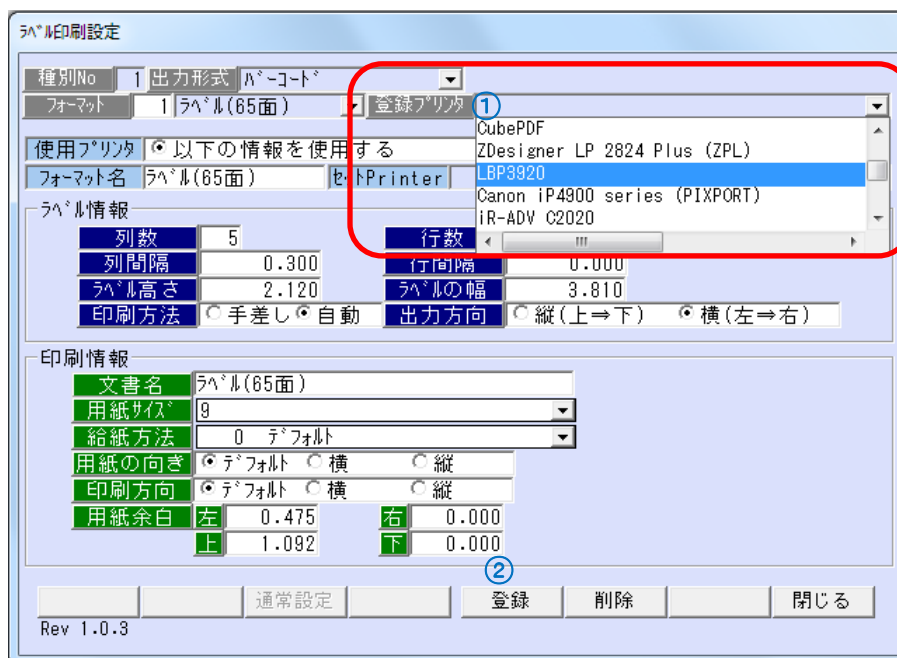 ﾗﾍﾞﾙ印刷設定
種別No 1 出力形式 ﾊﾞｰｺｰﾄﾞ
ﾌｫｰﾏｯﾄ 1 ﾗﾍﾞﾙ(65面) 登録ﾌﾟﾘﾝﾀ ①
CubePDF
使用ﾌﾟﾘﾝﾀ 以下の情報を使用する ZDesigner LP 2824 Plus (ZPL)
ﾌｫｰﾏｯﾄ名 ﾗﾍﾞﾙ(65面) ｾｯﾄPrinter LBP3920
Canon iP4900 series (PIXPORT)
iR-ADV C2020
ﾗﾍﾞﾙ情報
列数 5 行数
列間隔 0.300 行間隔 0.000
ﾗﾍﾞﾙ高さ 2.120 ﾗﾍﾞﾙの幅 3.810
印刷方法 手差し 自動 出力方向 縦(上⇒下) 横(左⇒右)
印刷情報
文書名 ﾗﾍﾞﾙ(65面)
用紙ｻｲｽﾞ 9
給紙方法 0 ﾃﾞﾌｫﾙﾄ
用紙の向き ﾃﾞﾌｫﾙﾄ 横 縦
印刷方向 ﾃﾞﾌｫﾙﾄ 横 縦
用紙余白 左 0.475 右 0.000
上 1.092 下 0.000
②
通常設定 登録 削除 閉じる
Rev 1.0.3